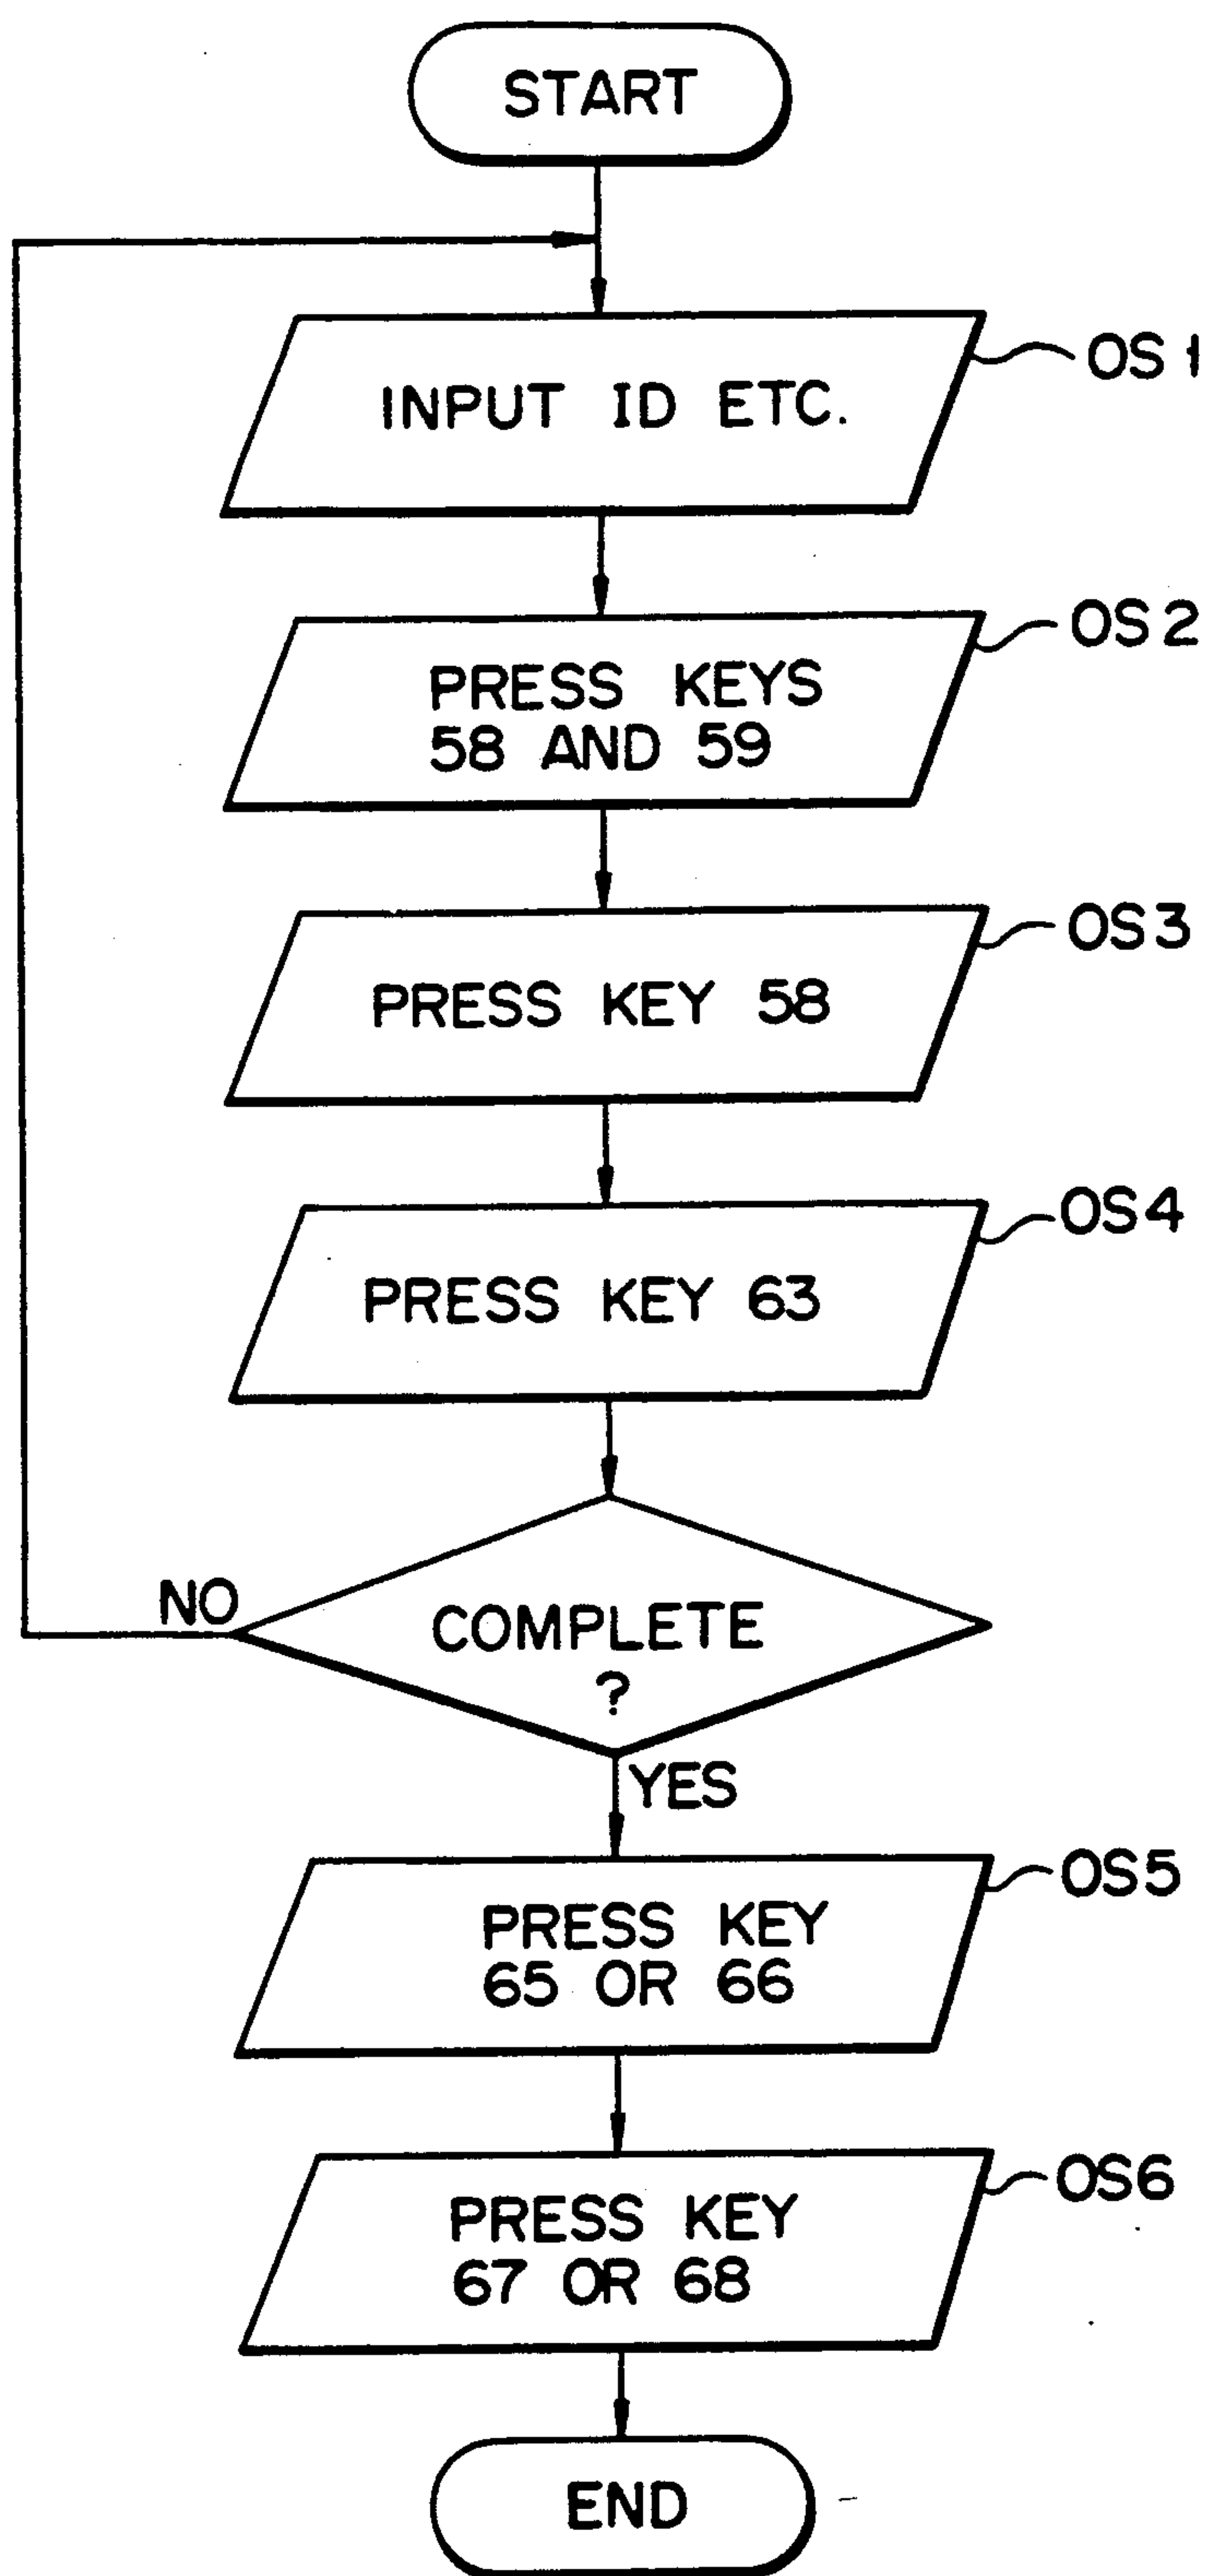 START
INPUT ID ETC.
OS1
PRESS KEYS
58 AND 59
OS2
PRESS KEY 58
OS3
PRESS KEY 63
OS4
COMPLETE
?
NO
YES
PRESS KEY
65 OR 66
OS5
PRESS KEY
67 OR 68
OS6
END